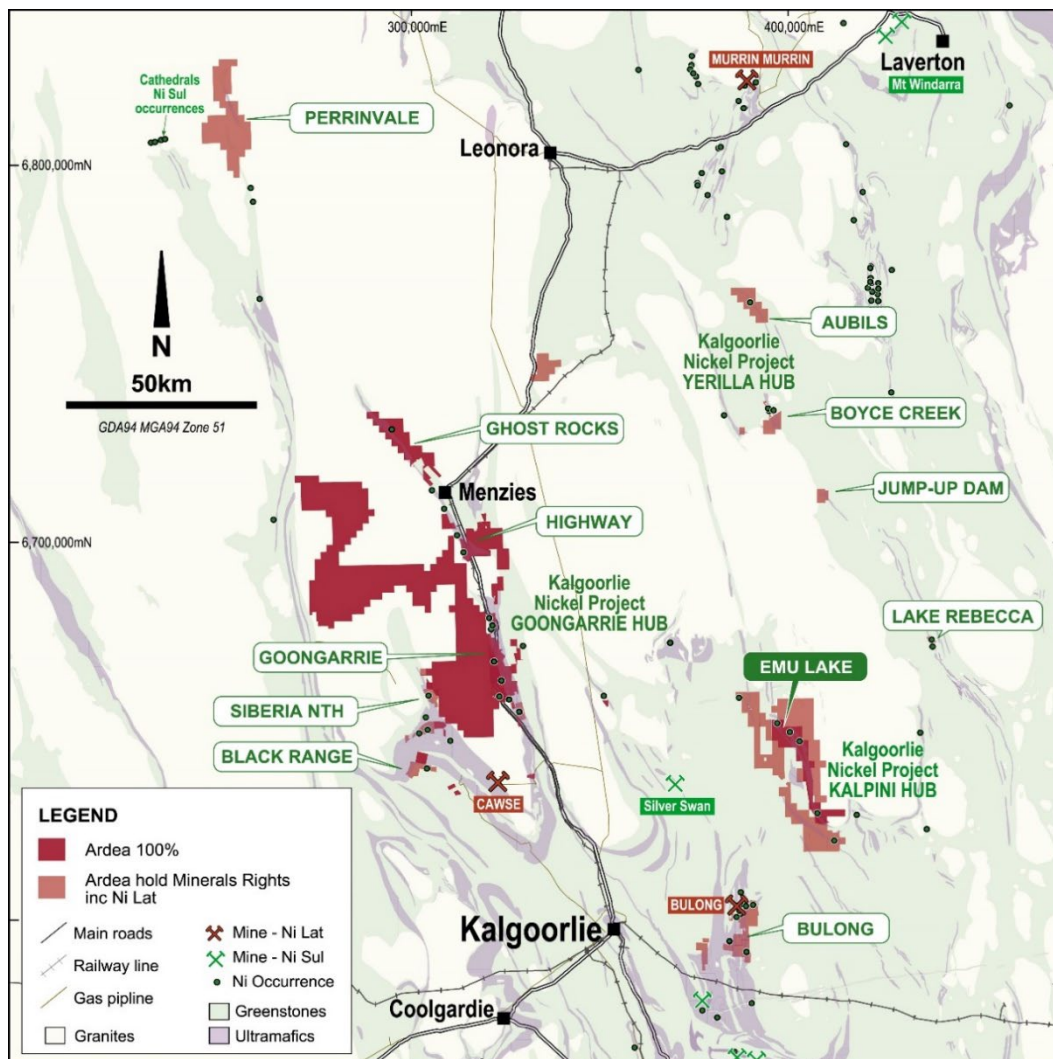 300,000mE
400,000mE
MURRIN MURRIN
Laverton
Mt Windarra
Cathedrals
Ni Sul
occurrences
PERRINVALE
Leonora
6,800,000mN
N
50km
GDA94 MGA94 Zone 51
AUBILS
Kalgoorlie
Nickel Project
YERILLA HUB
BOYCE CREEK
GHOST ROCKS
Menzies
JUMP-UP DAM
HIGHWAY
6,700,000mN
Kalgoorlie
Nickel Project
GOONGARRIE HUB
LAKE REBECCA
GOONGARRIE
EMU LAKE
SIBERIA NTH
BLACK RANGE
Kalgoorlie
Nickel Project
KALPINI HUB
CAWSE
Silver Swan
BULONG
BULONG
Kalgoorlie
Coolgardie
LEGEND
Ardea 100%
Ardea hold Minerals Rights
inc Ni Lat
Main roads
Railway line
Gas pipline
Granites
Mine - Ni Lat
Mine - Ni Sul
Ni Occurrence
Greenstones
Ultramafics